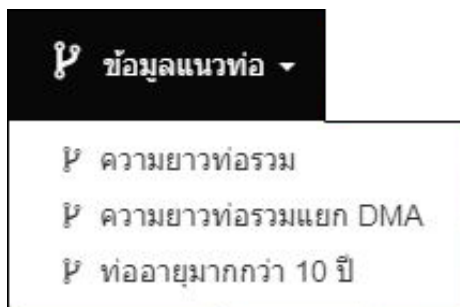 ข้อมูลแนวท่อ
ความยาวท่อรวม
ความยาวท่อรวมแยก DMA
ท่ออายุมากกว่า 10 ปี